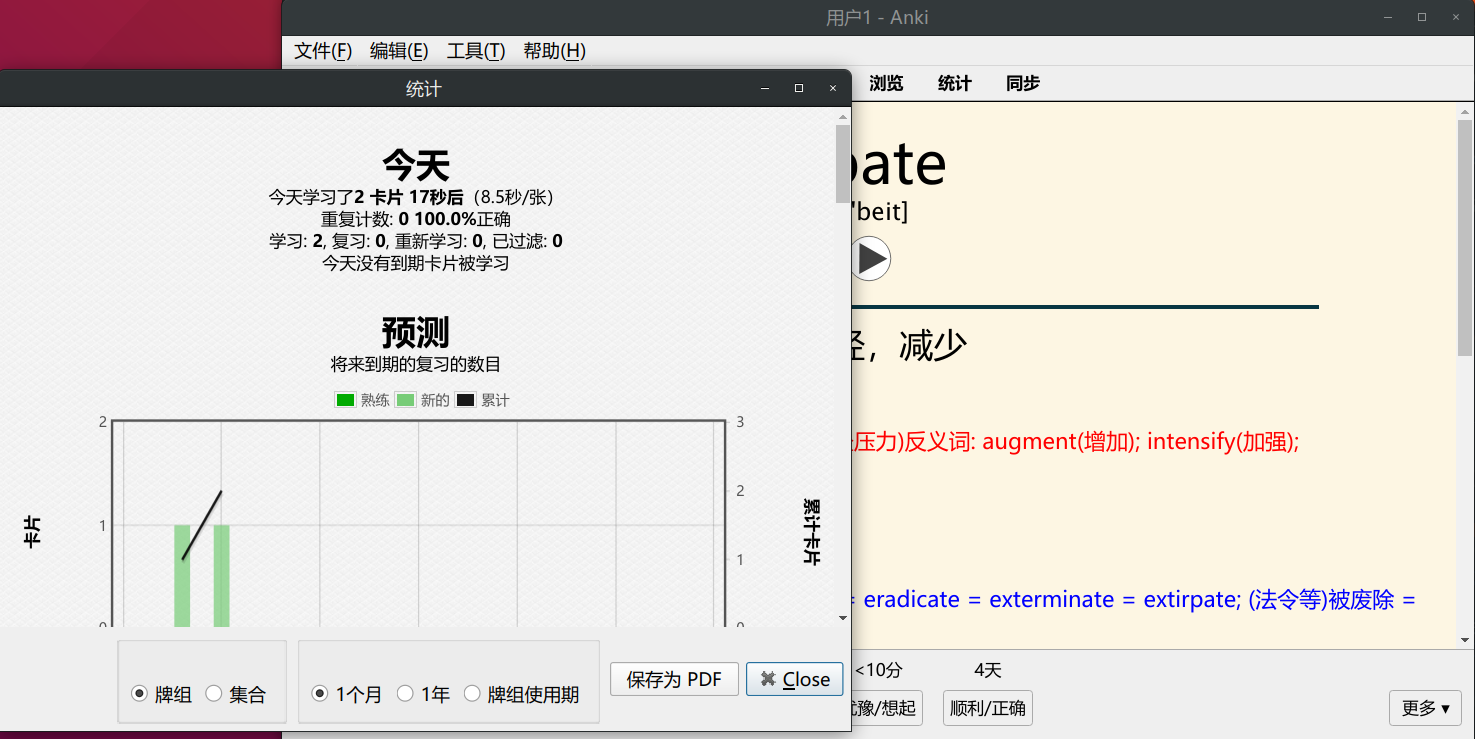 用户1 - Anki
文件(F) 编辑(E) 工具(T) 帮助(H)
浏览 统计 同步
统计
今天
今天学习了2 卡片 17秒后（8.5秒/张）
重复计数: 0 100.0%正确
学习: 2, 复习: 0, 重新学习: 0, 已过滤: 0
今天没有到期卡片被学习
预测
将来到期的复习的数目
熟练 新的 累计
2 3
2
1
1
0 0
卡片
累计卡片
牌组 集合
1个月 1年 牌组使用期
保存为 PDF
Close
pate
'beit]
，减少
压力)反义词: augment(增加); intensify(加强);
= eradicate = exterminate = extirpate; (法令等)被废除 =
<10分 4天
犹豫/想起 顺利/正确 更多 ▾